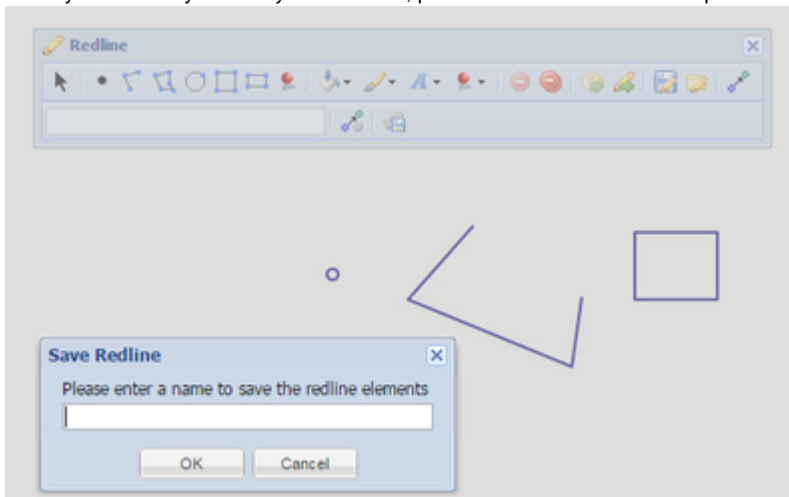 Redline
A
Save Redline
Please enter a name to save the redline elements
OK
Cancel